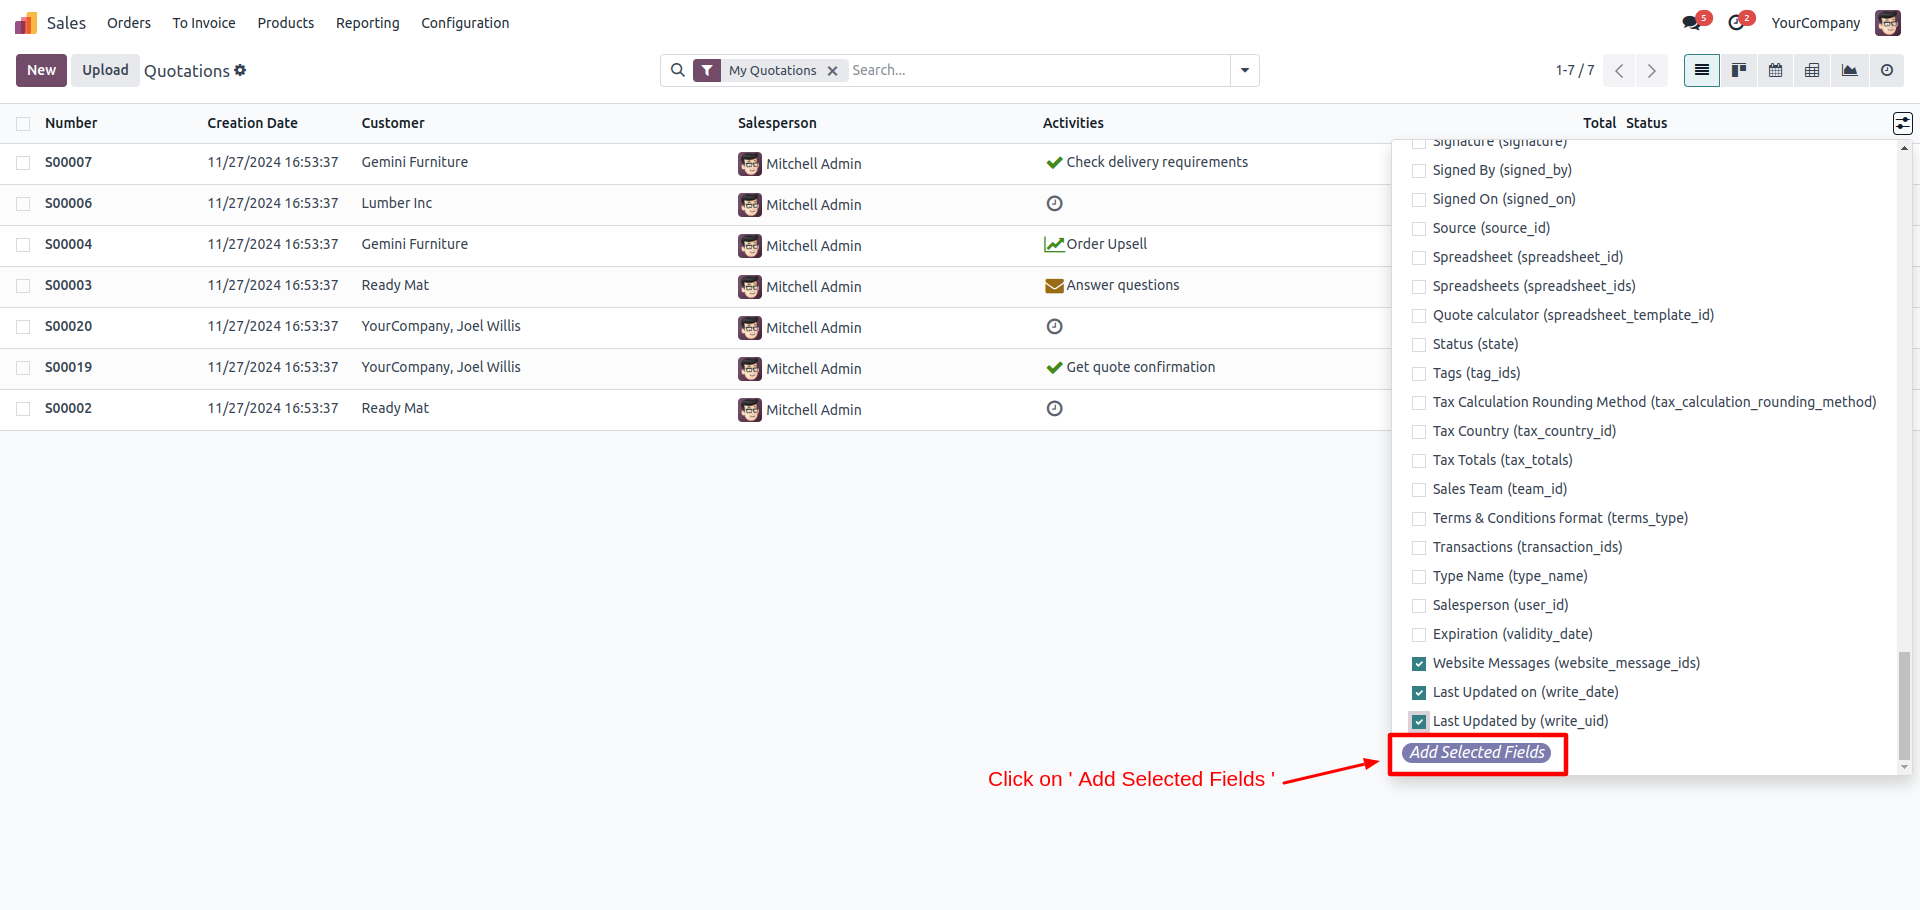 Sales Orders To Invoice Products Reporting Configuration 5 2 YourCompany
New Upload Quotations My Quotations Search... 1-7 / 7
Number Creation Date Customer Salesperson Activities Total Status
S00007 11/27/2024 16:53:37 Gemini Furniture Mitchell Admin Check delivery requirements
S00006 11/27/2024 16:53:37 Lumber Inc Mitchell Admin
S00004 11/27/2024 16:53:37 Gemini Furniture Mitchell Admin Order Upsell
S00003 11/27/2024 16:53:37 Ready Mat Mitchell Admin Answer questions
S00020 11/27/2024 16:53:37 YourCompany, Joel Willis Mitchell Admin
S00019 11/27/2024 16:53:37 YourCompany, Joel Willis Mitchell Admin Get quote confirmation
S00002 11/27/2024 16:53:37 Ready Mat Mitchell Admin
Signature (signature)
Signed By (signed_by)
Signed On (signed_on)
Source (source_id)
Spreadsheet (spreadsheet_id)
Spreadsheets (spreadsheet_ids)
Quote calculator (spreadsheet_template_id)
Status (state)
Tags (tag_ids)
Tax Calculation Rounding Method (tax_calculation_rounding_method)
Tax Country (tax_country_id)
Tax Totals (tax_totals)
Sales Team (team_id)
Terms & Conditions format (terms_type)
Transactions (transaction_ids)
Type Name (type_name)
Salesperson (user_id)
Expiration (validity_date)
Website Messages (website_message_ids)
Last Updated on (write_date)
Last Updated by (write_uid)
Add Selected Fields
Click on ' Add Selected Fields '